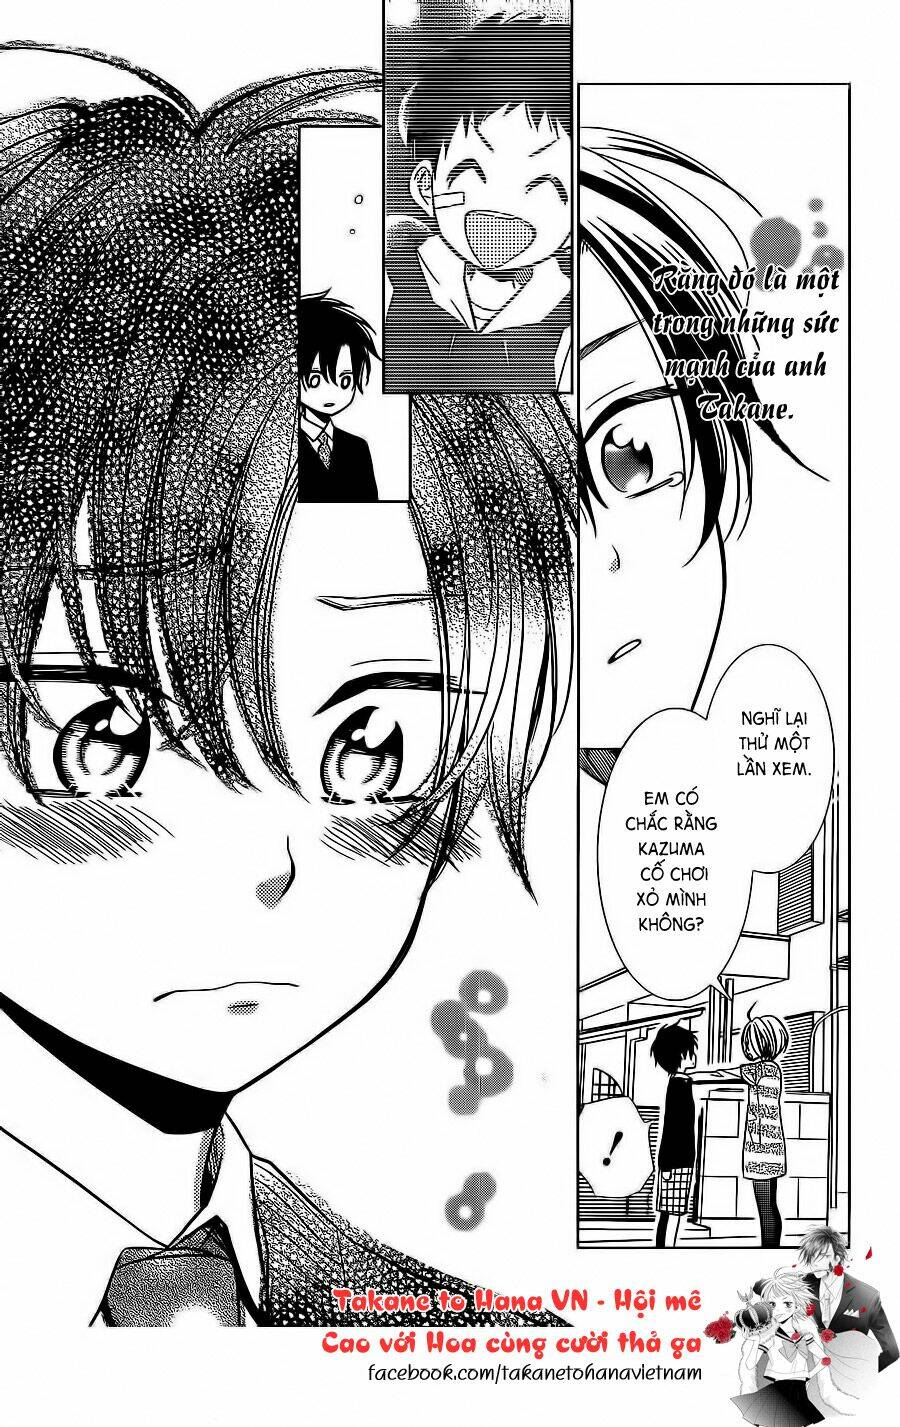 Rằng đó là một
trong những sức
mạnh của anh
Takane.
NGHĨ LẠI
THỬ MỘT
LẦN XEM.
EM CÓ
CHẮC RẰNG
KAZUMA
CỐ CHƠI
XỎ MÌNH
KHÔNG?
!
Takane to Hana VN - Hội mê
Cao với Hoa cùng cười thả ga
facebook.com/takanetohanavietnam